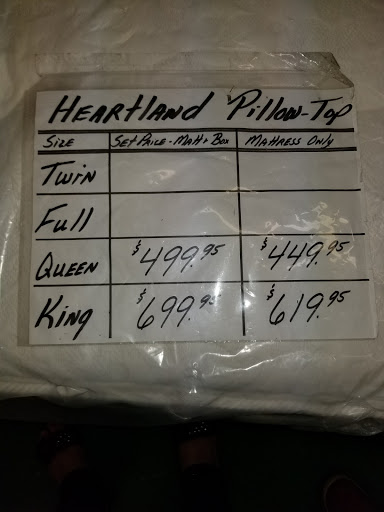 Heartland Pillow-Top
Size Set Price - Matt + Box Mattress Only
Twin
Full
Queen $499.95 $449.95
King $699.95 $619.95